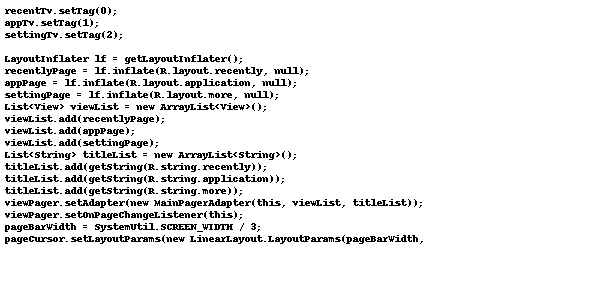 recentTv.setTag(0);
appTv.setTag(1);
settingTv.setTag(2);

LayoutInflater lf = getLayoutInflater();
recentlyPage = lf.inflate(R.layout.recently, null);
appPage = lf.inflate(R.layout.application, null);
settingPage = lf.inflate(R.layout.more, null);
List<View> viewList = new ArrayList<View>();
viewList.add(recentlyPage);
viewList.add(appPage);
viewList.add(settingPage);
List<String> titleList = new ArrayList<String>();
titleList.add(getString(R.string.recently));
titleList.add(getString(R.string.application));
titleList.add(getString(R.string.more));
viewPager.setAdapter(new MainPagerAdapter(this, viewList, titleList));
viewPager.setOnPageChangeListener(this);
pageBarWidth = SystemUtil.SCREEN_WIDTH / 3;
pageCursor.setLayoutParams(new LinearLayout.LayoutParams(pageBarWidth,